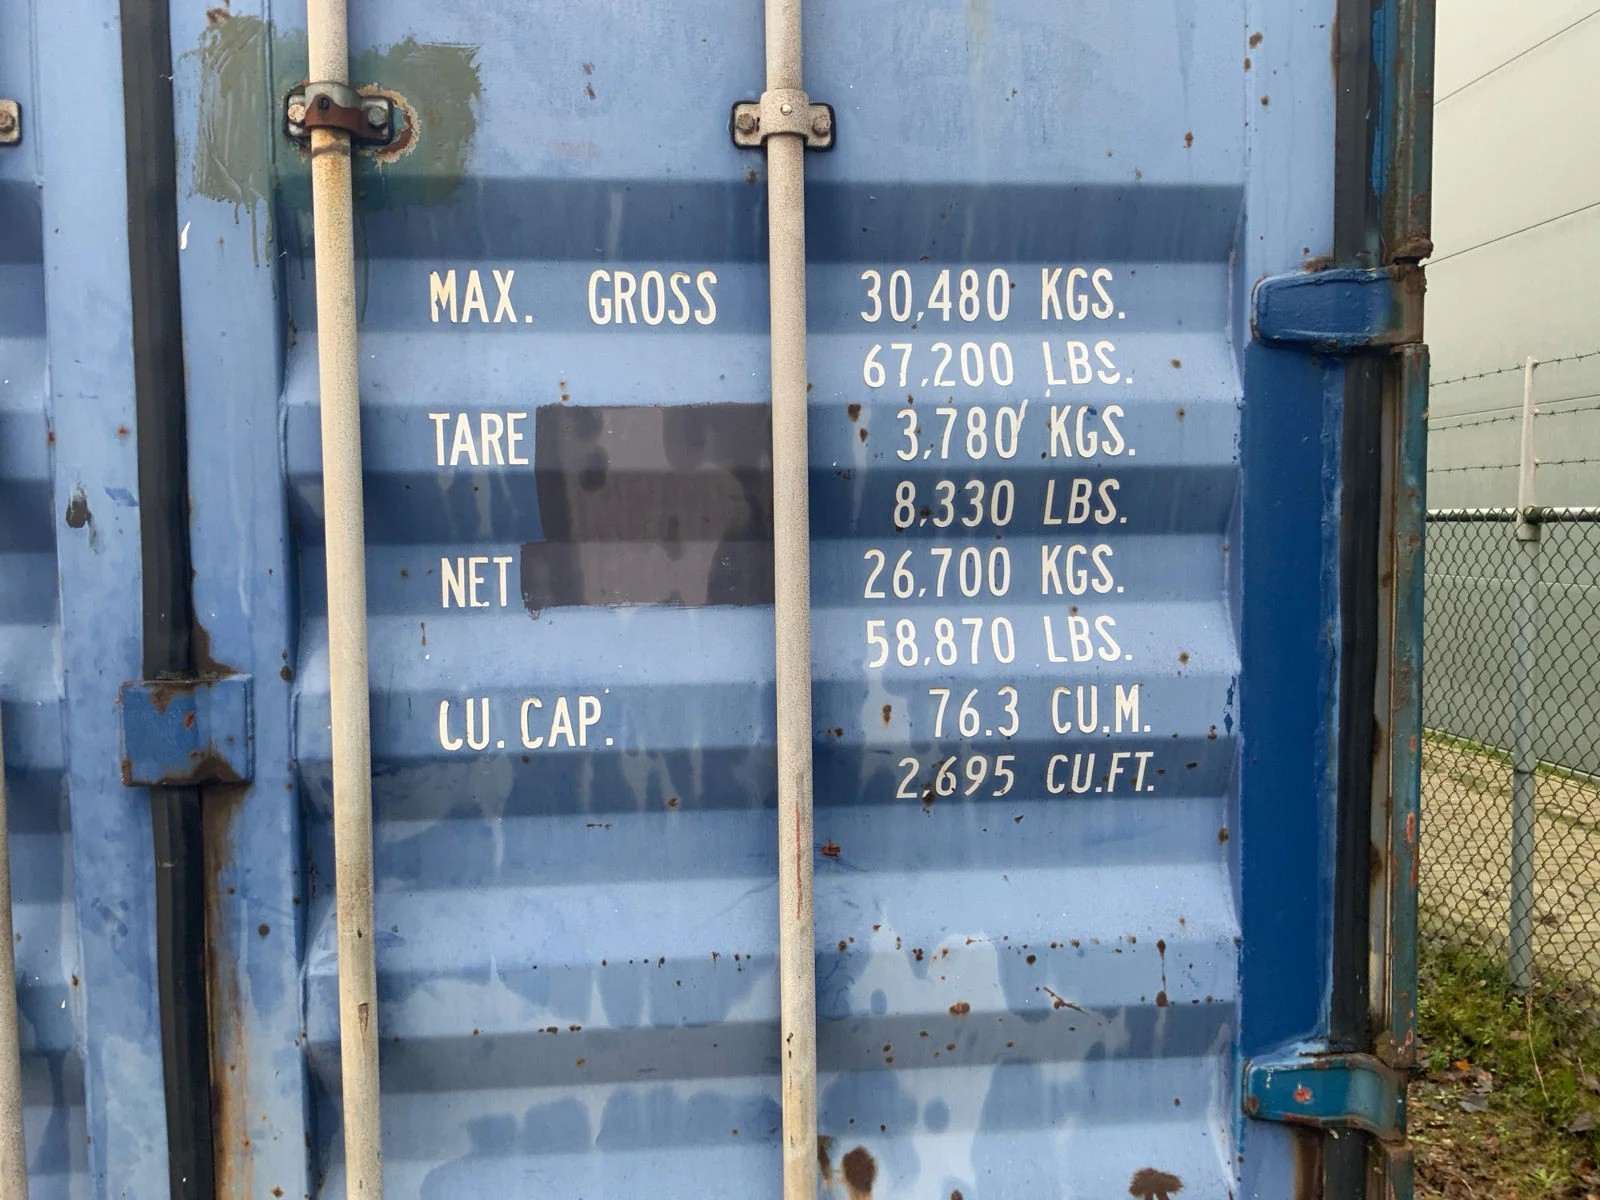 MAX. GROSS 30,480 KGS.
67,200 LBS.
TARE 3,780 KGS.
8,330 LBS.
NET 26,700 KGS.
58,870 LBS.
CU. CAP. 76.3 CU.M.
2,695 CU.FT.